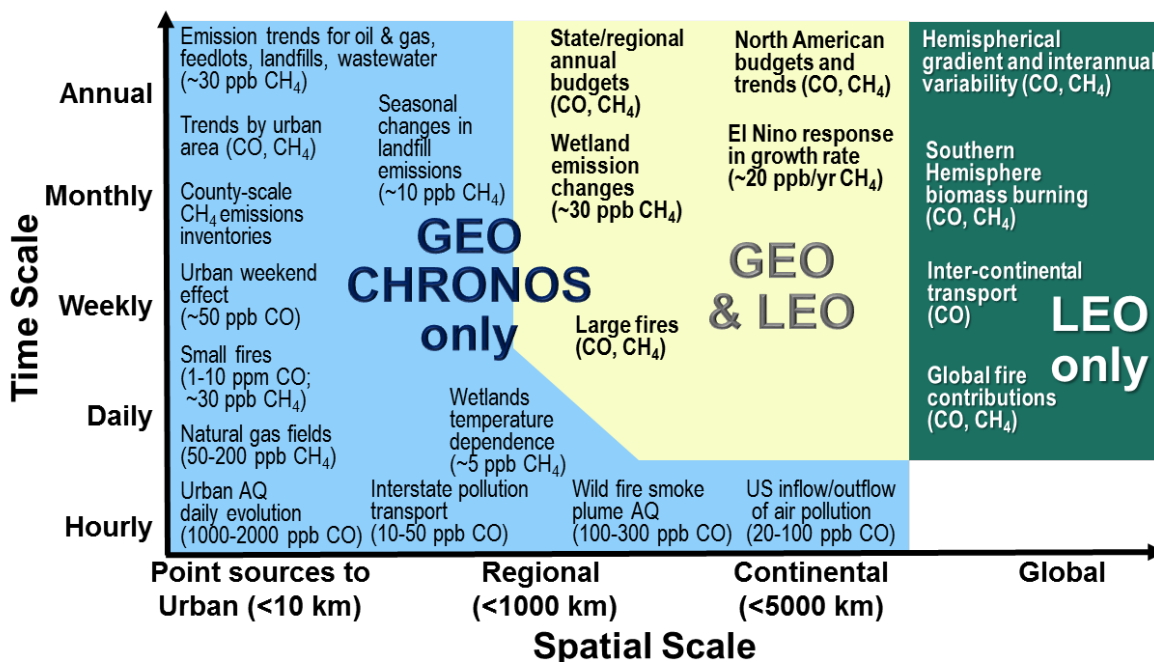 Time Scale
Annual
Monthly
Weekly
Daily
Hourly
Emission trends for oil & gas,
feedlots, landfills, wastewater
(~30 ppb CH₄)
Trends by urban
area (CO, CH₄)
County-scale
CH₄ emissions
inventories
Urban weekend
effect
(~50 ppb CO)
Small fires
(1-10 ppm CO;
~30 ppb CH₄)
Natural gas fields
(50-200 ppb CH₄)
Urban AQ
daily evolution
(1000-2000 ppb CO)
Seasonal
changes in
landfill
emissions
(~10 ppb CH₄)
GEO
CHRONOS
only
Wetlands
temperature
dependence
(~5 ppb CH₄)
Interstate pollution
transport
(10-50 ppb CO)
State/regional
annual
budgets
(CO, CH₄)
Wetland
emission
changes
(~30 ppb CH₄)
Large fires
(CO, CH₄)
Wild fire smoke
plume AQ
(100-300 ppb CO)
North American
budgets and
trends (CO, CH₄)
El Nino response
in growth rate
(~20 ppb/yr CH₄)
GEO
& LEO
US inflow/outflow
of air pollution
(20-100 ppb CO)
Hemispherical
gradient and interannual
variability (CO, CH₄)
Southern
Hemisphere
biomass burning
(CO, CH₄)
Inter-continental
transport
(CO)
LEO
only
Global fire
contributions
(CO, CH₄)
Point sources to
Urban (<10 km)
Regional
(<1000 km)
Continental
(<5000 km)
Global
Spatial Scale